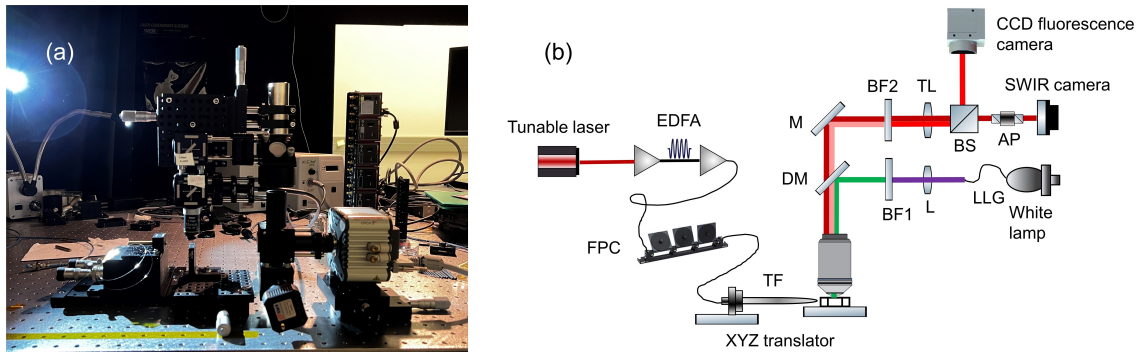 (a)
(b)
CCD fluorescence
camera
BF2
TL
SWIR camera
Tunable laser
EDFA
M
BS
AP
DM
BF1
L
LLG
White
lamp
FPC
TF
XYZ translator